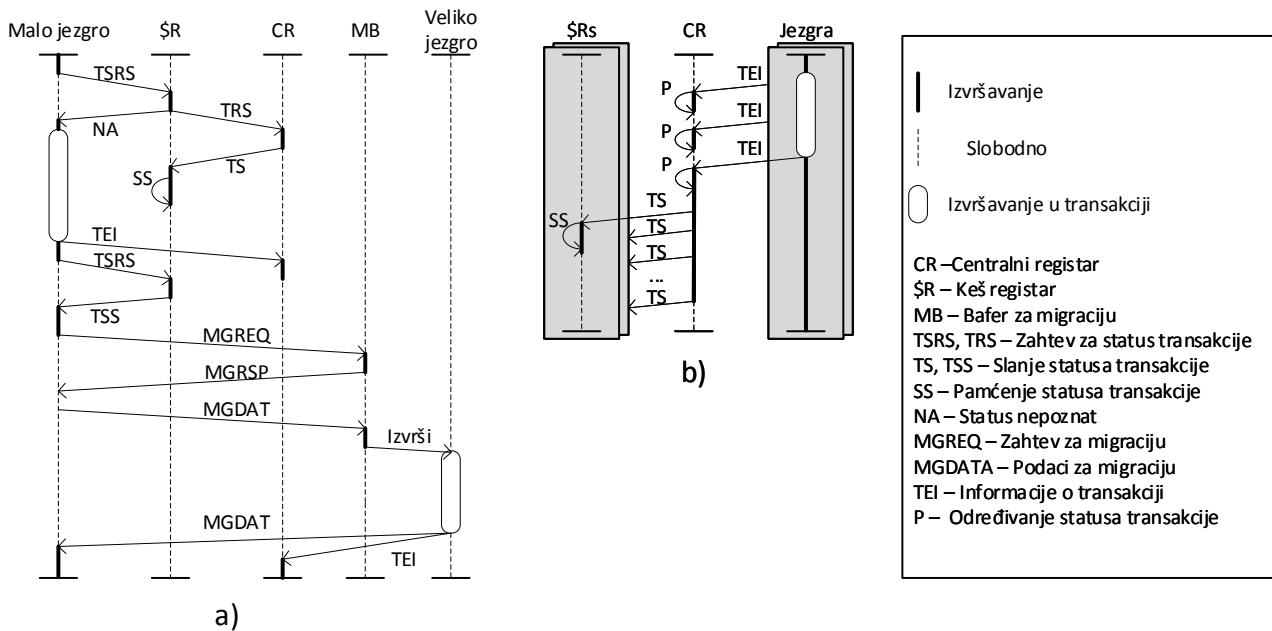 Malo jezgro
$R
CR
MB
Veliko
jezgro
TSRS
NA
TRS
TS
SS
TEI
TSRS
TSS
MGREQ
MGRSP
MGDAT
Izvrši
MGDAT
TEI
a)
$Rs
CR
Jezgra
TEI
P
TEI
P
TEI
P
TS
SS
TS
TS
...
TS
b)
Izvršavanje
Slobodno
Izvršavanje u transakciji
CR –Centralni registar
$R – Keš registar
MB – Bafer za migraciju
TSRS, TRS – Zahtev za status transakcije
TS, TSS – Slanje statusa transakcije
SS – Pamćenje statusa transakcije
NA – Status nepoznat
MGREQ – Zahtev za migraciju
MGDATA – Podaci za migraciju
TEI – Informacije o transakciji
P – Određivanje statusa transakcije